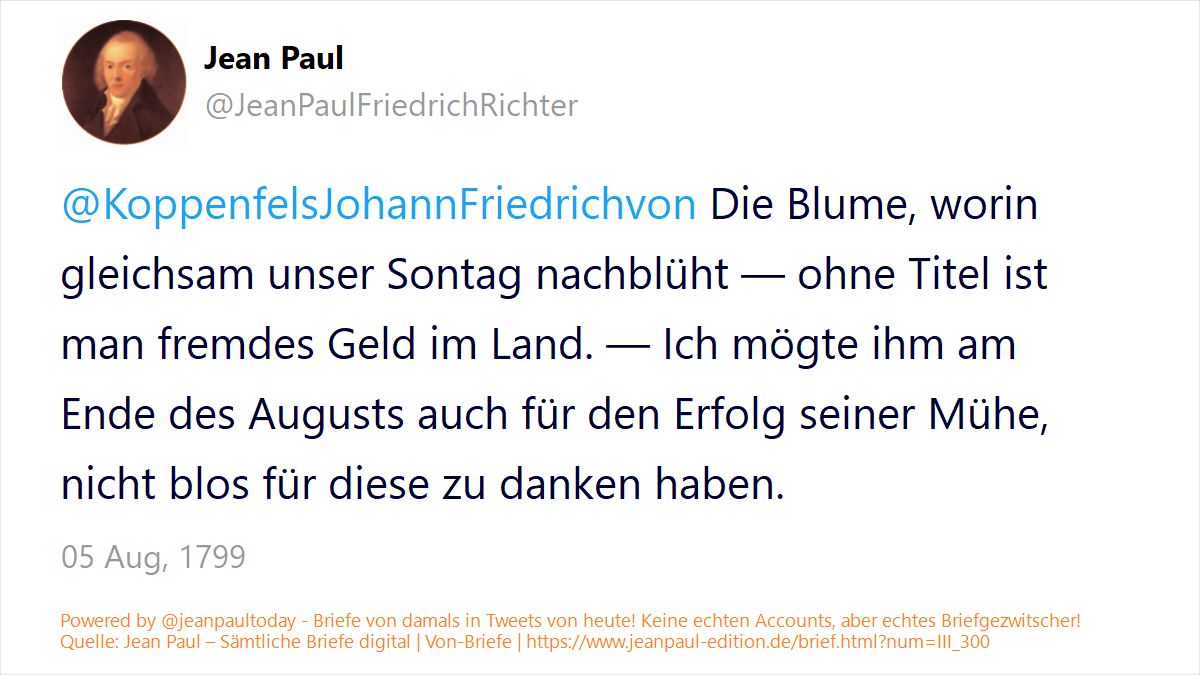 Jean Paul
@JeanPaulFriedrichRichter
@KoppenfelsJohannFriedrichvon Die Blume, worin
gleichsam unser Sontag nachblüht — ohne Titel ist
man fremdes Geld im Land. — Ich mögte ihm am
Ende des Augusts auch für den Erfolg seiner Mühe,
nicht blos für diese zu danken haben.
05 Aug, 1799
Powered by @jeanpaultoday - Briefe von damals in Tweets von heute! Keine echten Accounts, aber echtes Briefgezwitscher!
Quelle: Jean Paul – Sämtliche Briefe digital | Von-Briefe | https://www.jeanpaul-edition.de/brief.html?num=III_300